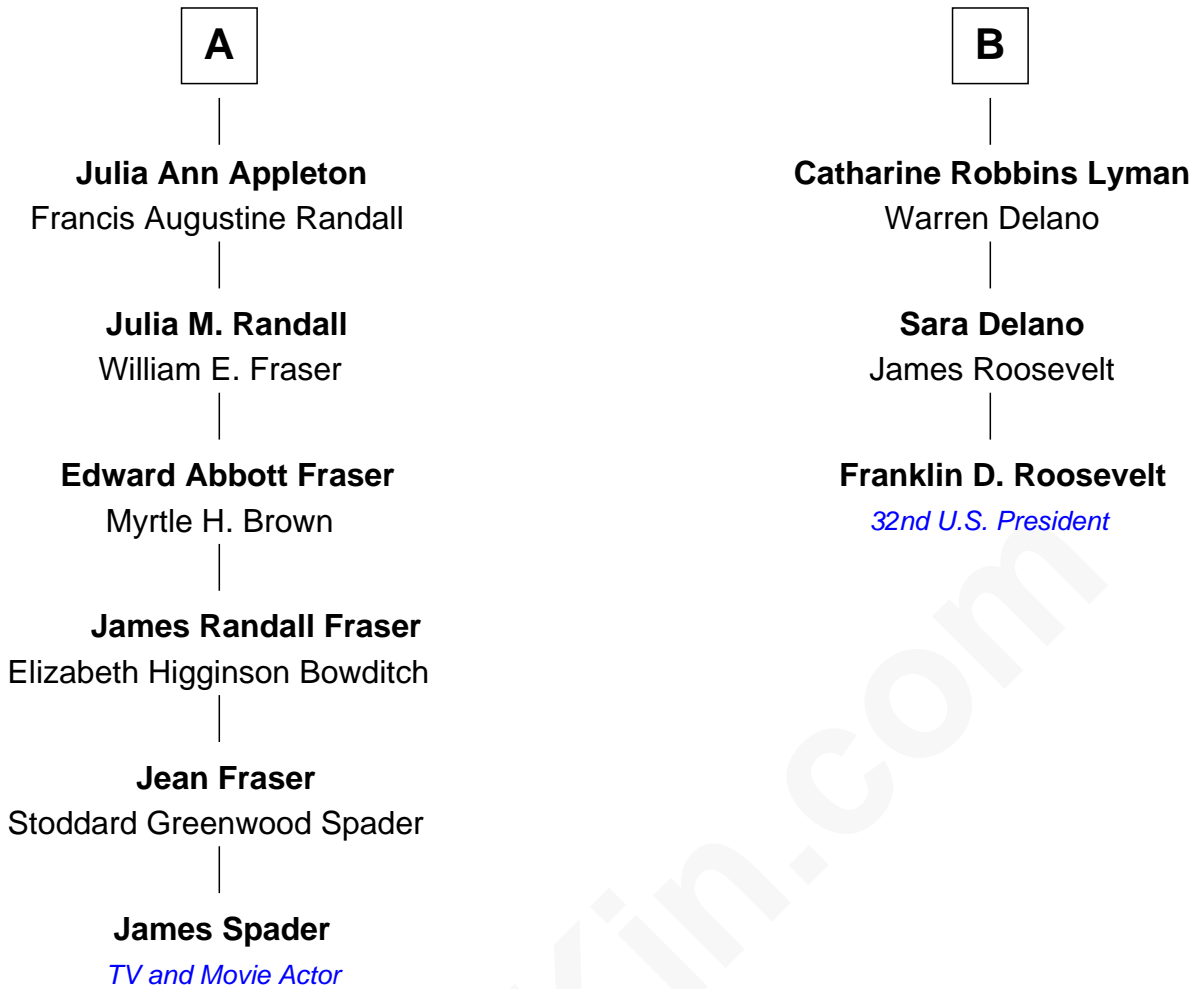 A
Julia Ann Appleton
Francis Augustine Randall
Julia M. Randall
William E. Fraser
Edward Abbott Fraser
Myrtle H. Brown
James Randall Fraser
Elizabeth Higginson Bowditch
Jean Fraser
Stoddard Greenwood Spader
James Spader
TV and Movie Actor
B
Catharine Robbins Lyman
Warren Delano
Sara Delano
James Roosevelt
Franklin D. Roosevelt
32nd U.S. President
in.com